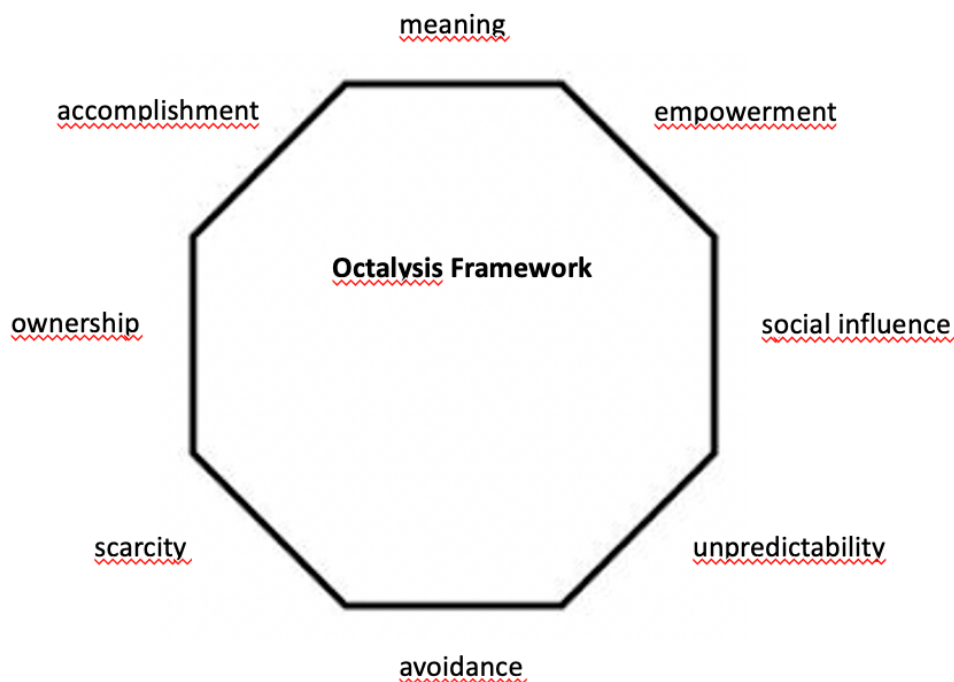 meaning
accomplishment
empowerment
Octalysis Framework
ownership
social influence
scarcity
unpredictability
avoidance